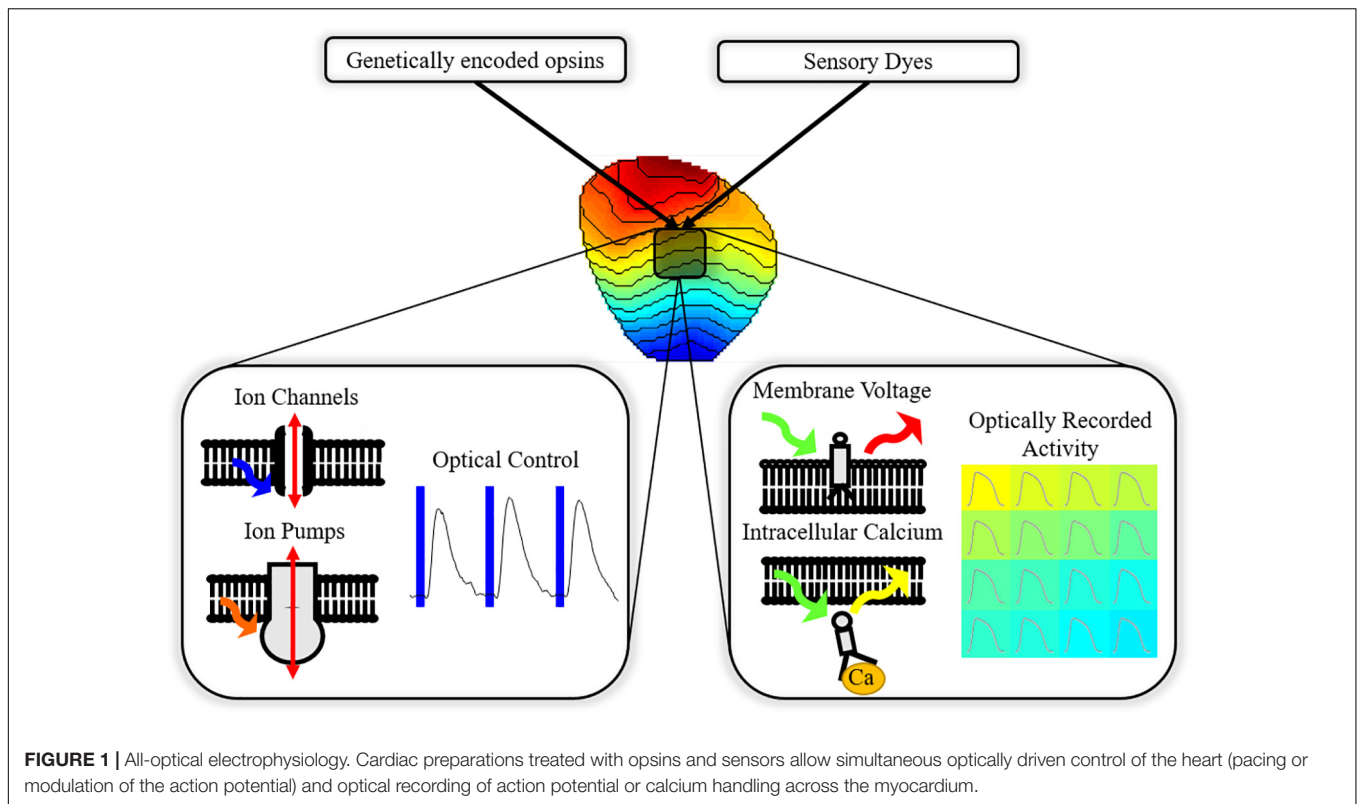 Genetically encoded opsins
Sensory Dyes
Ion Channels
Optical Control
Ion Pumps
Membrane Voltage
Optically Recorded
Activity
Intracellular Calcium
Ca
FIGURE 1 | All-optical electrophysiology. Cardiac preparations treated with opsins and sensors allow simultaneous optically driven control of the heart (pacing or
modulation of the action potential) and optical recording of action potential or calcium handling across the myocardium.